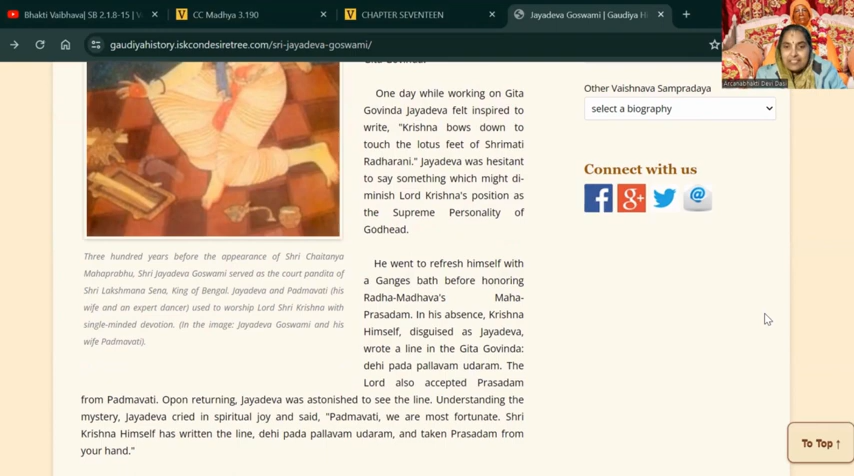 Bhakti Vaibhava| SB 2.1.8-15 | V
CC Madhya 3.190
CHAPTER SEVENTEEN
Jayadeva Goswami | Gaudiya Hi
gaudiyahistory.iskcondesiretree.com/sri-jayadeva-goswami/
Arcanabhakti Devi Dasi
Gita Govinda.
One day while working on Gita
Govinda Jayadeva felt inspired to
write, "Krishna bows down to
touch the lotus feet of Shrimati
Radharani." Jayadeva was hesitant
to say something which might di-
minish Lord Krishna's position as
the Supreme Personality of
Godhead.
He went to refresh himself with
a Ganges bath before honoring
Radha-Madhava's Maha-
Prasadam. In his absence, Krishna
Himself, disguised as Jayadeva,
wrote a line in the Gita Govinda:
dehi pada pallavam udaram. The
Lord also accepted Prasadam
from Padmavati. Opon returning, Jayadeva was astonished to see the line. Understanding the
mystery, Jayadeva cried in spiritual joy and said, "Padmavati, we are most fortunate. Shri
Krishna Himself has written the line, dehi pada pallavam udaram, and taken Prasadam from
your hand."
Three hundred years before the appearance of Shri Chaitanya
Mahaprabhu, Shri Jayadeva Goswami served as the court pandita of
Shri Lakshmana Sena, King of Bengal. Jayadeva and Padmavati (his
wife and an expert dancer) used to worship Lord Shri Krishna with
single-minded devotion. (In the image: Jayadeva Goswami and his
wife Padmavati).
Other Vaishnava Sampradaya
select a biography
Connect with us
To Top ↑